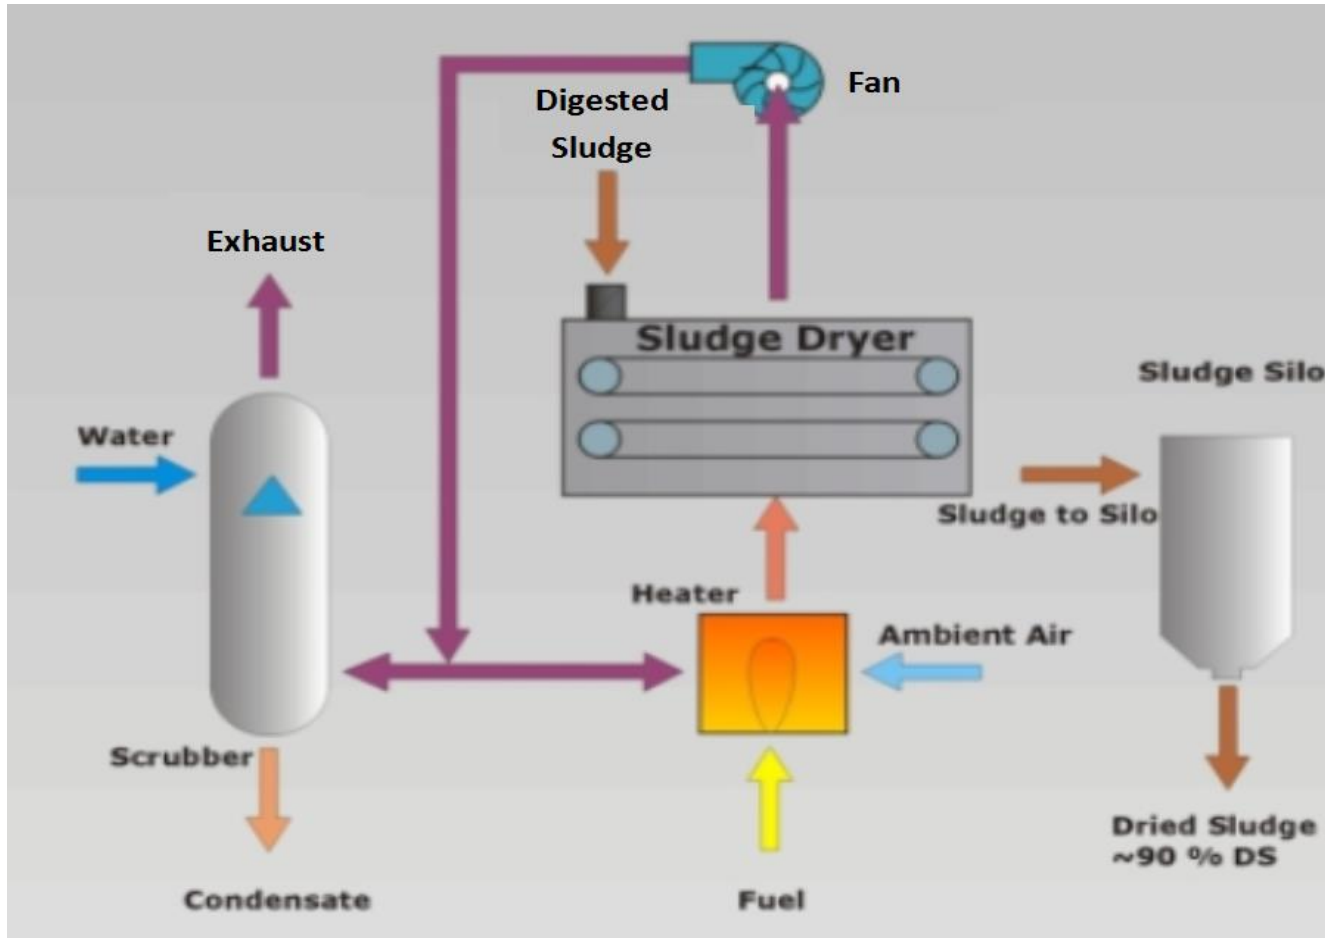 Fan
Digested
Sludge
Exhaust
Sludge Dryer
Sludge Silo
Water
Sludge to Silo
Heater
Ambient Air
Scrubber
Dried Sludge
~90 % DS
Condensate
Fuel